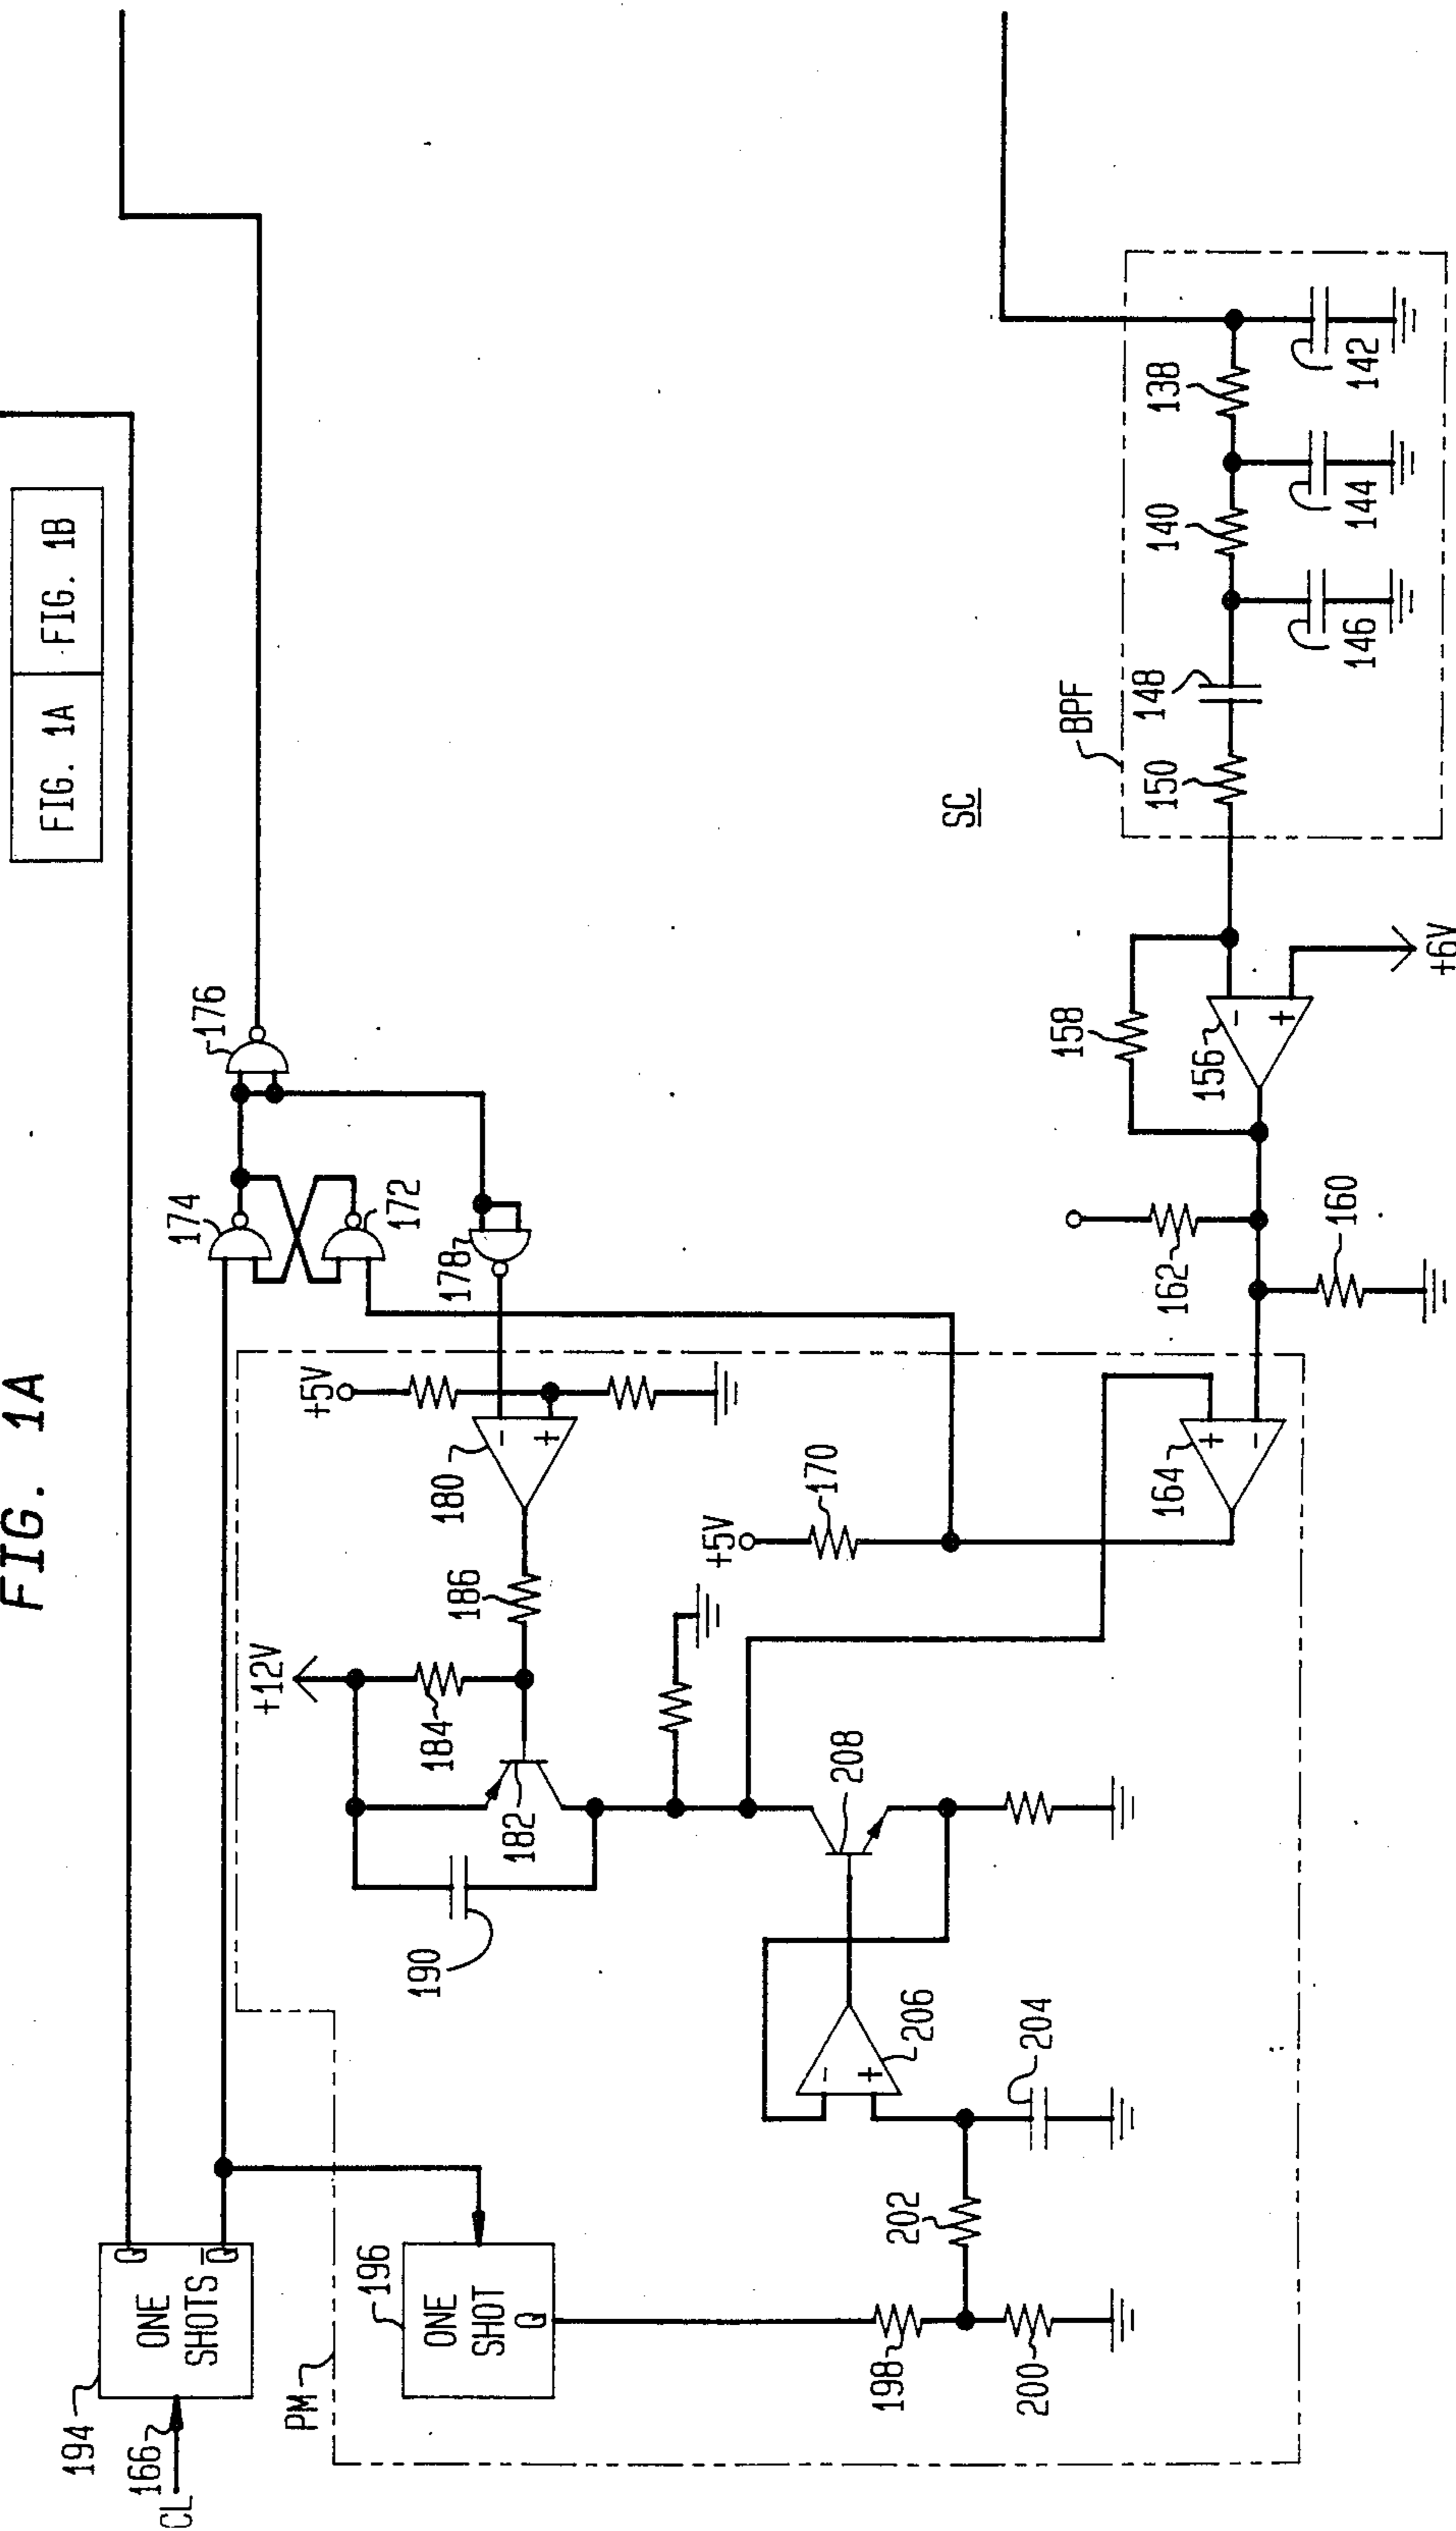 FIG. 1A
FIG. 1A
FIG. 1B
194
CL
166
ONE
SHOTS
Q
Q̅
PM
196
ONE
SHOT
Q
198
200
202
204
206
208
190
182
184
+12V
186
180
-
+
+5V
+5V
170
164
+
-
174
172
176
178
162
160
158
156
-
+
+6V
SC
BPF
150
148
146
140
144
138
142